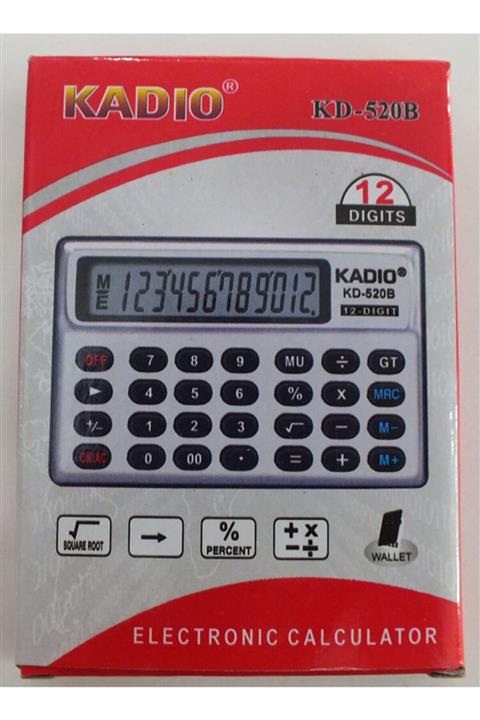 KADIO®
KD-520B
12
DIGITS
M
E
123456789012.
KADIO®
KD-520B
12-DIGIT
OFF 7 8 9 MU ÷ GT
► 4 5 6 % X MRC
+/− 1 2 3 √ − M−
ON/AC 0 00 · = + M+
√
SQUARE ROOT
→
%
PERCENT
+ X
− ÷
WALLET
ELECTRONIC CALCULATOR